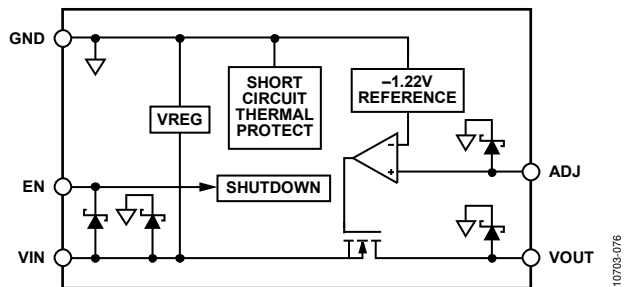 GND
SHORT
CIRCUIT
THERMAL
PROTECT
–1.22V
REFERENCE
VREG
–
+
ADJ
EN
SHUTDOWN
VIN
VOUT
10703-076